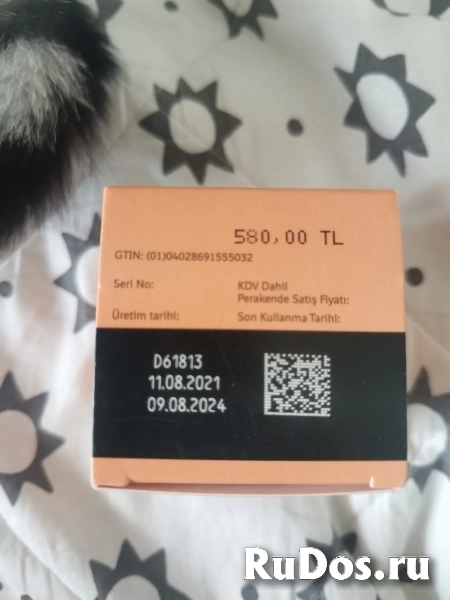 580,00 TL
GTIN: (01)04028691555032
Seri No: KDV Dahil
Perakende Satış Fiyatı:
Üretim tarihi: Son Kullanma Tarihi:
D61813
11.08.2021
09.08.2024
RuDos.ru